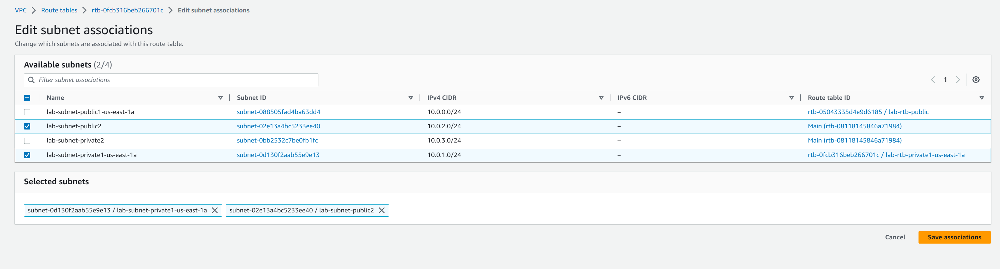 VPC > Route tables > rtb-0fcb316beb266701c > Edit subnet associations
Edit subnet associations
Change which subnets are associated with this route table.
Available subnets (2/4)
Filter subnet associations
1
Name Subnet ID IPv4 CIDR IPv6 CIDR Route table ID
lab-subnet-public1-us-east-1a subnet-088505fad4ba63dd4 10.0.0.0/24 – rtb-05043335d4e9d6185 / lab-rtb-public
lab-subnet-public2 subnet-02e13a4bc5233ee40 10.0.2.0/24 – Main (rtb-08118145846a71984)
lab-subnet-private2 subnet-0bb2532c7be0fb1fc 10.0.3.0/24 – Main (rtb-08118145846a71984)
lab-subnet-private1-us-east-1a subnet-0d130f2aab55e9e13 10.0.1.0/24 – rtb-0fcb316beb266701c / lab-rtb-private1-us-east-1a
Selected subnets
subnet-0d130f2aab55e9e13 / lab-subnet-private1-us-east-1a subnet-02e13a4bc5233ee40 / lab-subnet-public2
Cancel Save associations